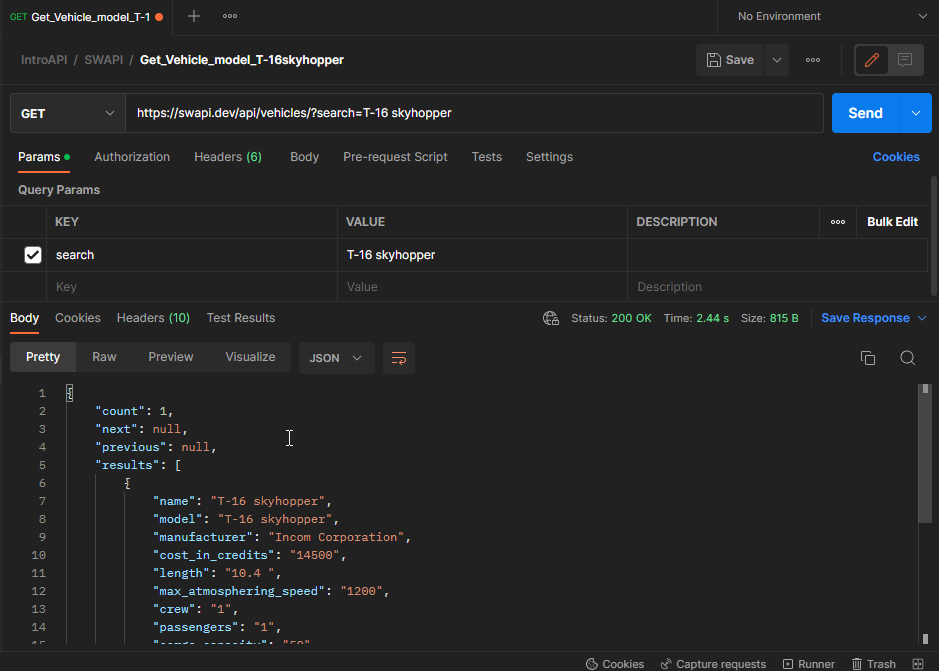 GET Get_Vehicle_model_T-1 No Environment
IntroAPI / SWAPI / Get_Vehicle_model_T-16skyhopper Save
GET https://swapi.dev/api/vehicles/?search=T-16 skyhopper Send
Params Authorization Headers (6) Body Pre-request Script Tests Settings Cookies
Query Params
KEY VALUE DESCRIPTION Bulk Edit
search T-16 skyhopper
Key Value Description
Body Cookies Headers (10) Test Results Status: 200 OK Time: 2.44 s Size: 815 B Save Response
Pretty Raw Preview Visualize JSON
1 {
2 "count": 1,
3 "next": null,
4 "previous": null,
5 "results": [
6 {
7 "name": "T-16 skyhopper",
8 "model": "T-16 skyhopper",
9 "manufacturer": "Incom Corporation",
10 "cost_in_credits": "14500",
11 "length": "10.4 ",
12 "max_atmosphering_speed": "1200",
13 "crew": "1",
14 "passengers": "1",
15 "cargo_capacity": "50"
Cookies Capture requests Runner Trash